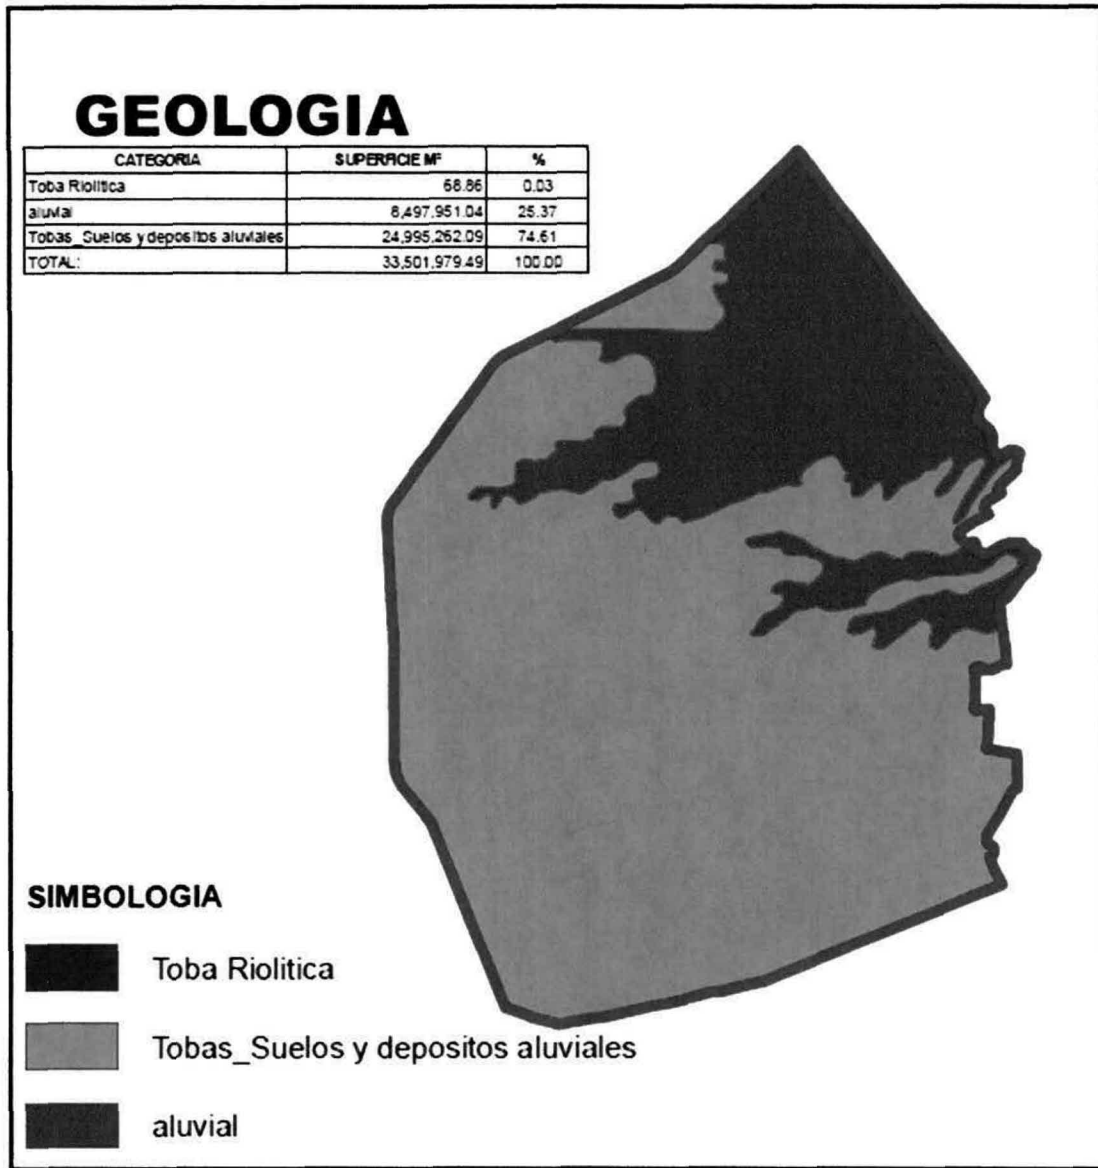 GEOLOGIA
CATEGORIA SUPERFICIE M² %
Toba Riolitica 68.86 0.03
aluvial 8,497,951.04 25.37
Tobas_Suelos y depositos aluviales 24,995,262.09 74.61
TOTAL: 33,501,979.49 100.00
SIMBOLOGIA
Toba Riolitica
Tobas_Suelos y depositos aluviales
aluvial